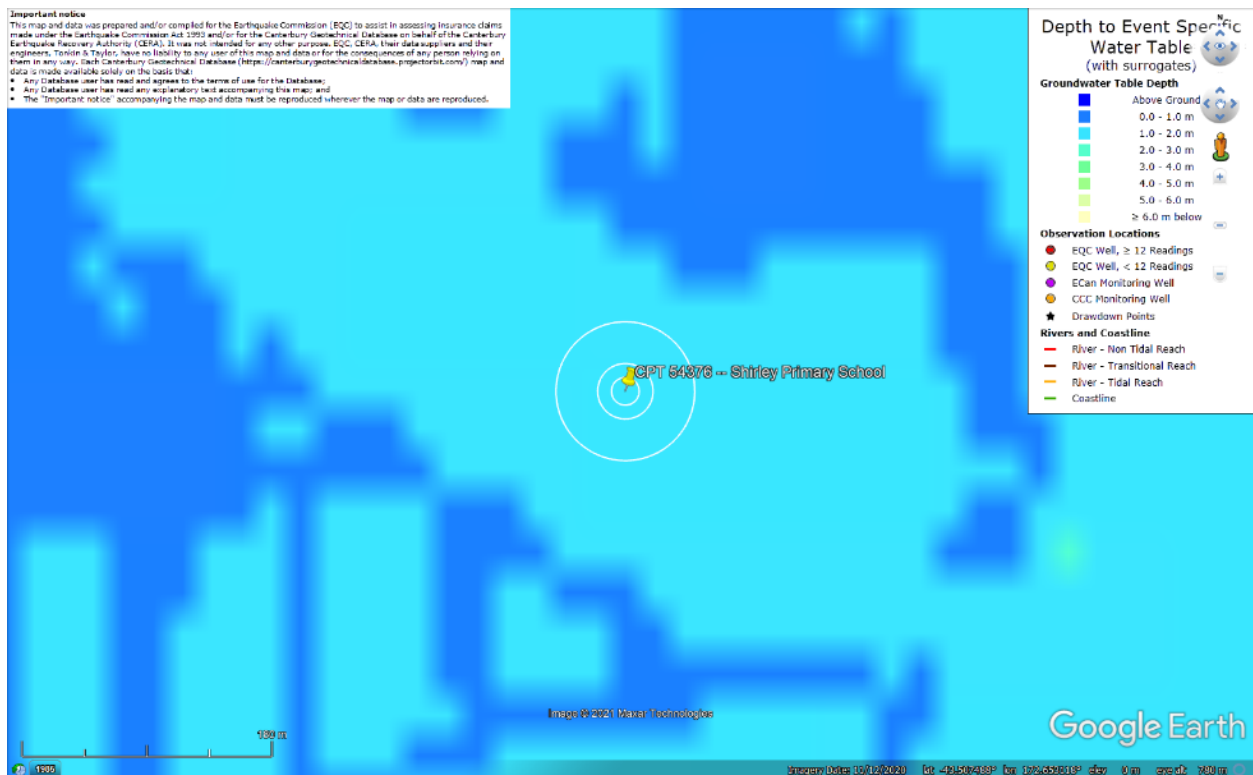 Important notice
This map and data was prepared and/or compiled for the Earthquake Commission (EQC) to assist in assessing insurance claims
made under the Earthquake Commission Act 1993 and/or for the Canterbury Geotechnical Database on behalf of the Canterbury
Earthquake Recovery Authority (CERA). It was not intended for any other purpose. EQC, CERA, their data suppliers and their
engineers, Tonkin & Taylor, have no liability to any user of this map and data or for the consequences of any person relying on
them in any way. Each Canterbury Geotechnical Database (https://canterburygeotechnicaldatabase.projectorbit.com/) map and
data is made available solely on the basis that:
• Any Database user has read and agrees to the terms of use for the Database;
• Any Database user has read any explanatory text accompanying this map; and
• The "Important notice" accompanying the map and data must be reproduced wherever the map or data are reproduced.
Depth to Event Specific
Water Table
(with surrogates)
Groundwater Table Depth
Above Ground
0.0 - 1.0 m
1.0 - 2.0 m
2.0 - 3.0 m
3.0 - 4.0 m
4.0 - 5.0 m
5.0 - 6.0 m
≥ 6.0 m below
Observation Locations
EQC Well, ≥ 12 Readings
EQC Well, < 12 Readings
ECan Monitoring Well
CCC Monitoring Well
Drawdown Points
Rivers and Coastline
River - Non Tidal Reach
River - Transitional Reach
River - Tidal Reach
Coastline
N
CPT 54376 -- Shirley Primary School
Image © 2021 Maxar Technologies
Google Earth
m
1986
Imagery Date: lat lon elev 0 m eye alt 780 m